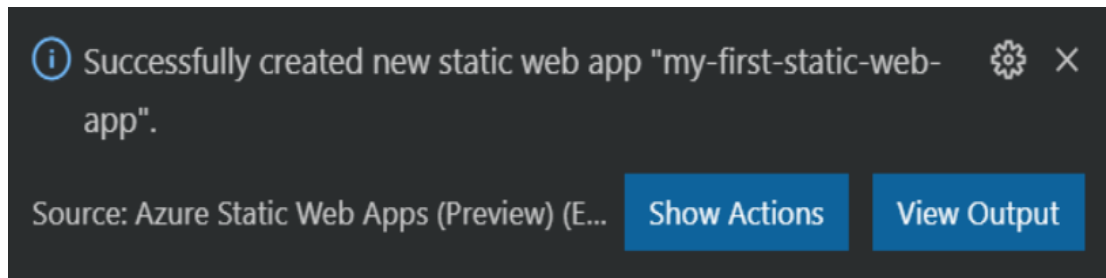 Successfully created new static web app "my-first-static-web-
app".
Source: Azure Static Web Apps (Preview) (E... Show Actions View Output